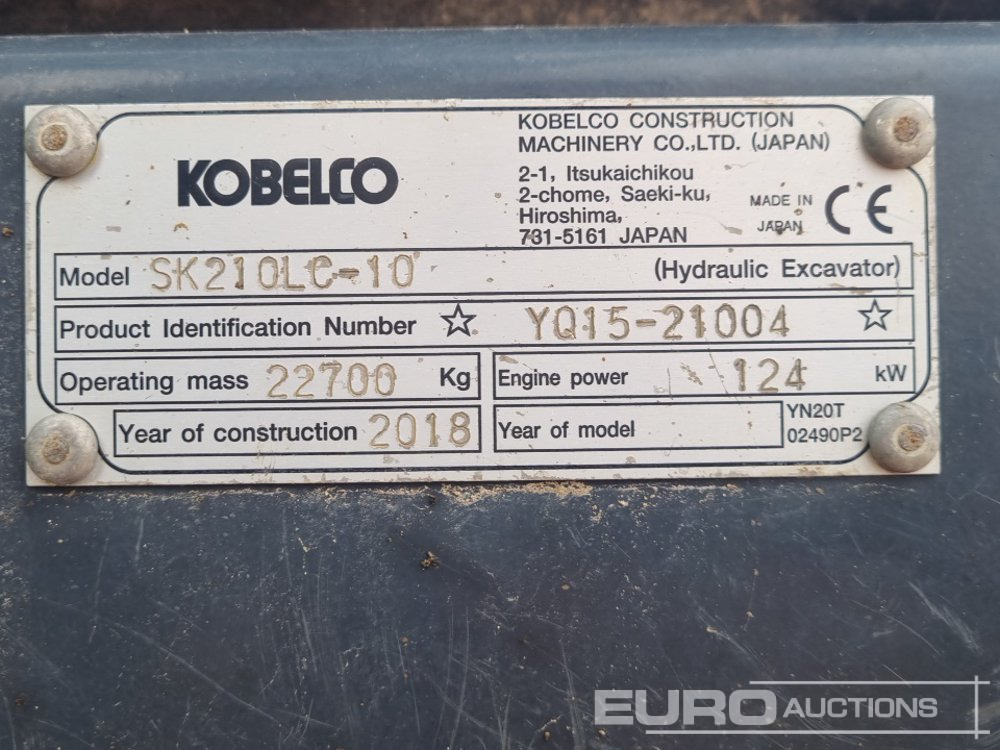 KOBELCO
KOBELCO CONSTRUCTION
MACHINERY CO.,LTD. (JAPAN)
2-1, Itsukaichikou
2-chome, Saeki-ku,
Hiroshima,
731-5161 JAPAN
MADE IN
JAPAN
CE
Model SK210LC-10 (Hydraulic Excavator)
Product Identification Number ☆ YQ15-21004 ☆
Operating mass 22700 Kg
Engine power 124 kW
Year of construction 2018
Year of model
YN20T
02490P2
EURO AUCTIONS